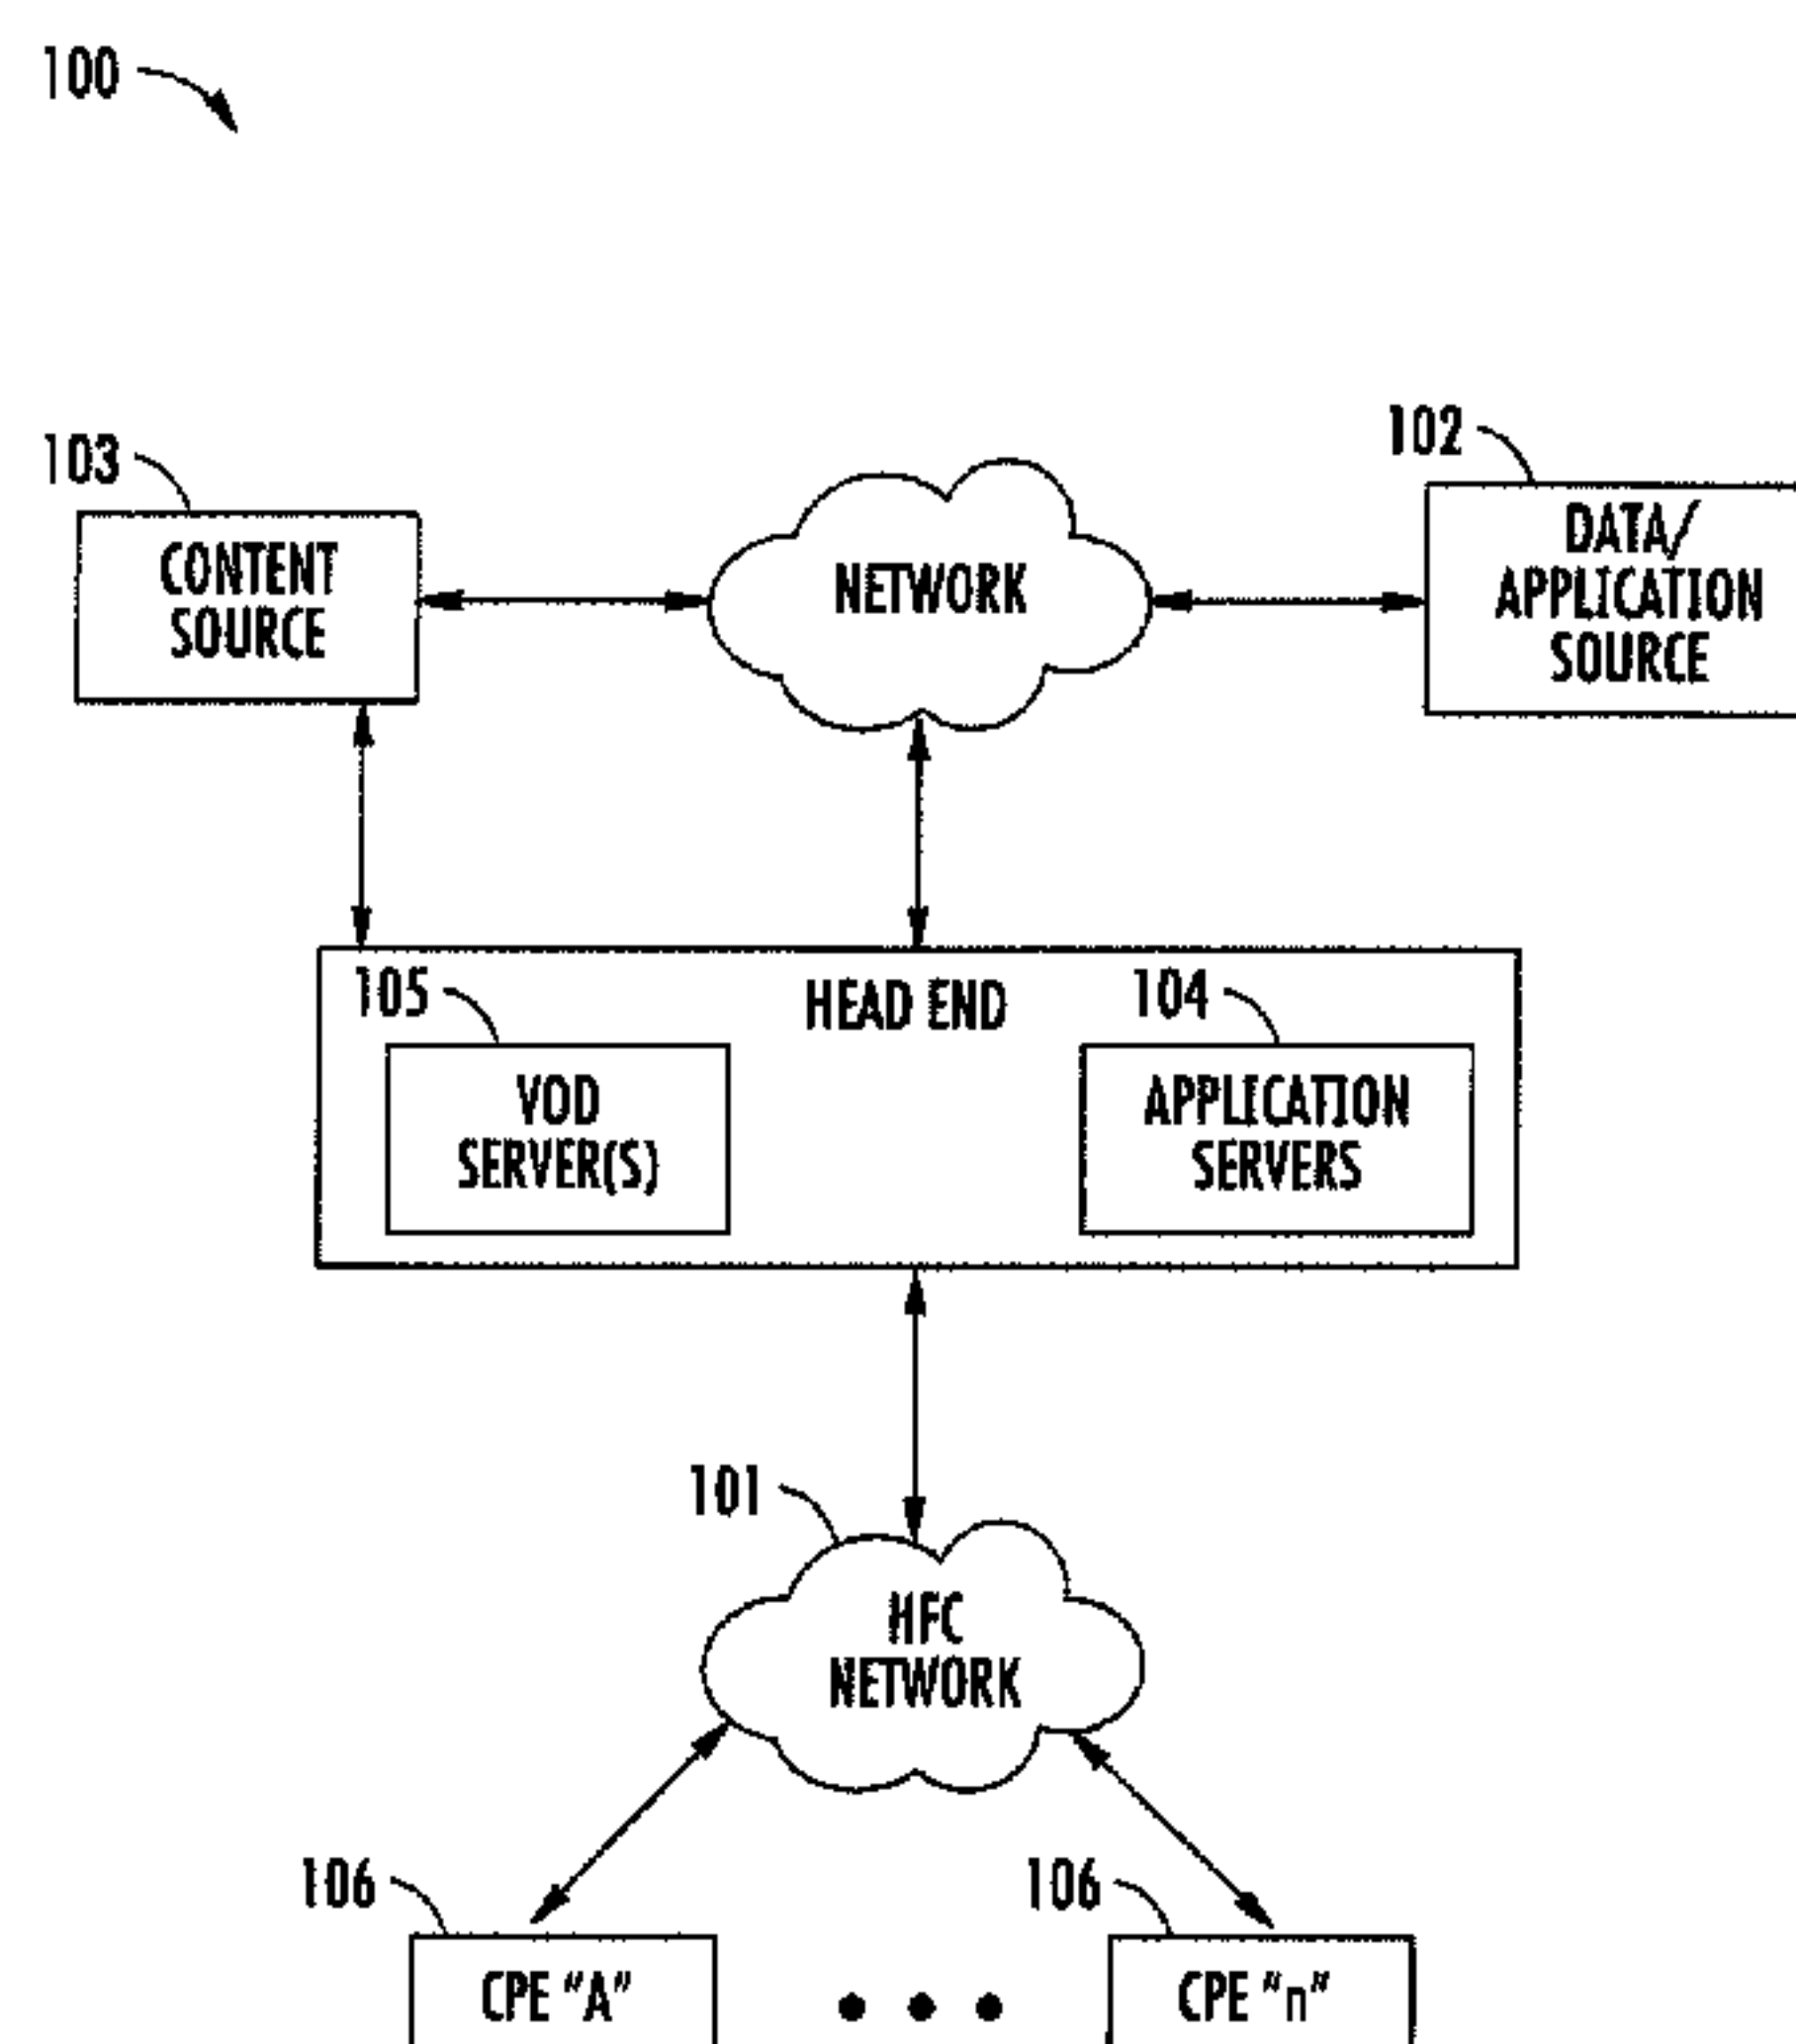 100
103
102
CONTENT
SOURCE
NETWORK
DATA/
APPLICATION
SOURCE
105
HEAD END
104
VOD
SERVER(S)
APPLICATION
SERVERS
101
HFC
NETWORK
106
106
CPE "A"
CPE "n"